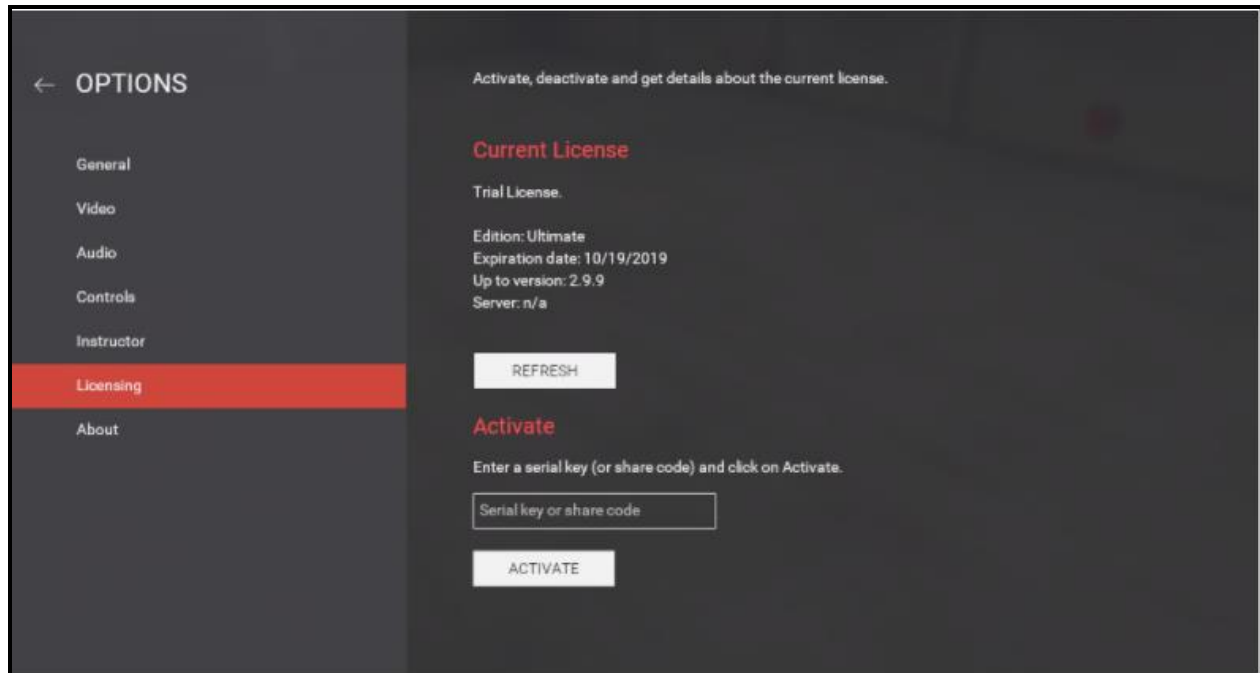 ← OPTIONS
General
Video
Audio
Controls
Instructor
Licensing
About
Activate, deactivate and get details about the current license.
Current License
Trial License.
Edition: Ultimate
Expiration date: 10/19/2019
Up to version: 2.9.9
Server: n/a
REFRESH
Activate
Enter a serial key (or share code) and click on Activate.
Serial key or share code
ACTIVATE